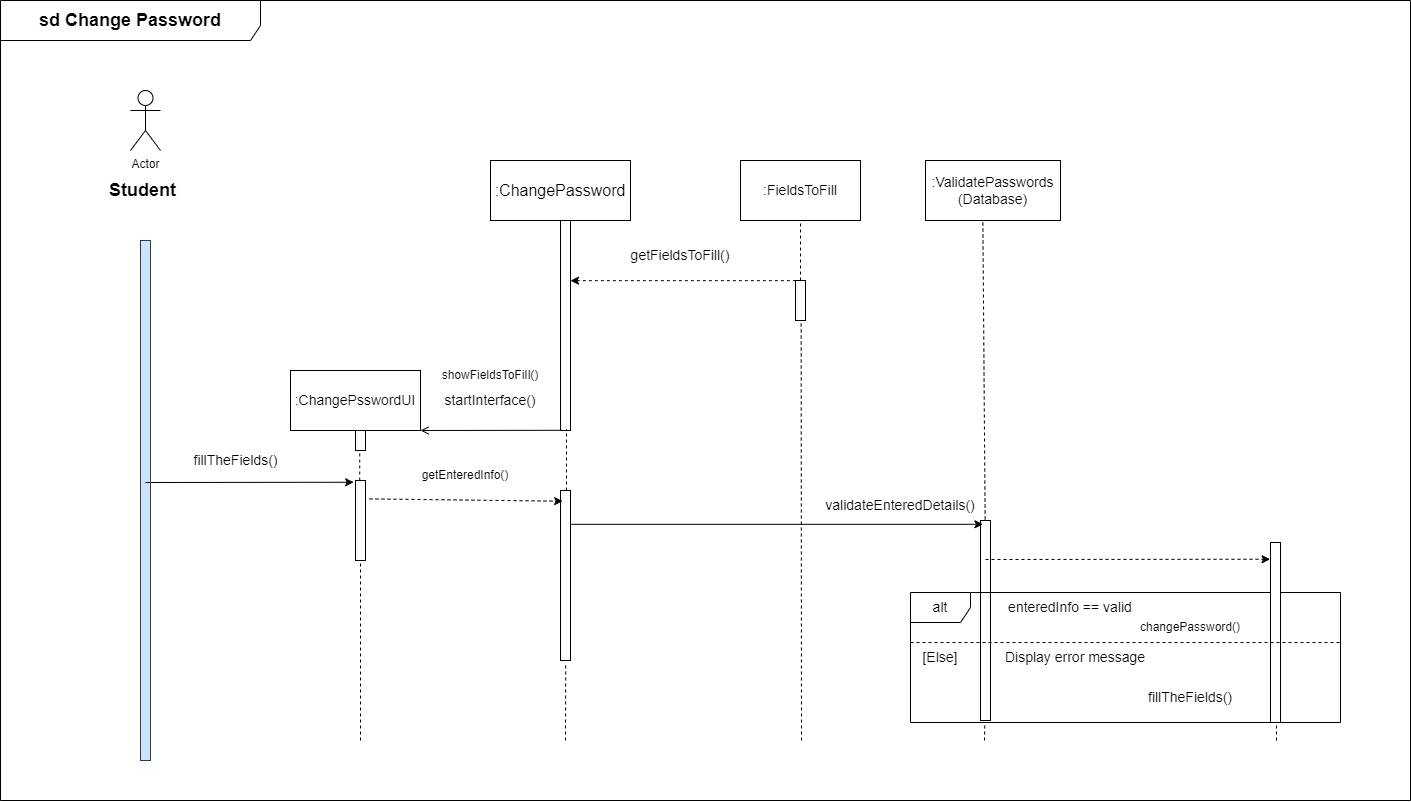 sd Change Password
Actor
Student
:ChangePassword
:FieldsToFill
:ValidatePasswords
(Database)
getFieldsToFill()
showFieldsToFill()
startInterface()
:ChangePsswordUI
fillTheFields()
getEnteredInfo()
validateEnteredDetails()
alt
enteredInfo == valid
changePassword()
[Else]
Display error message
fillTheFields()